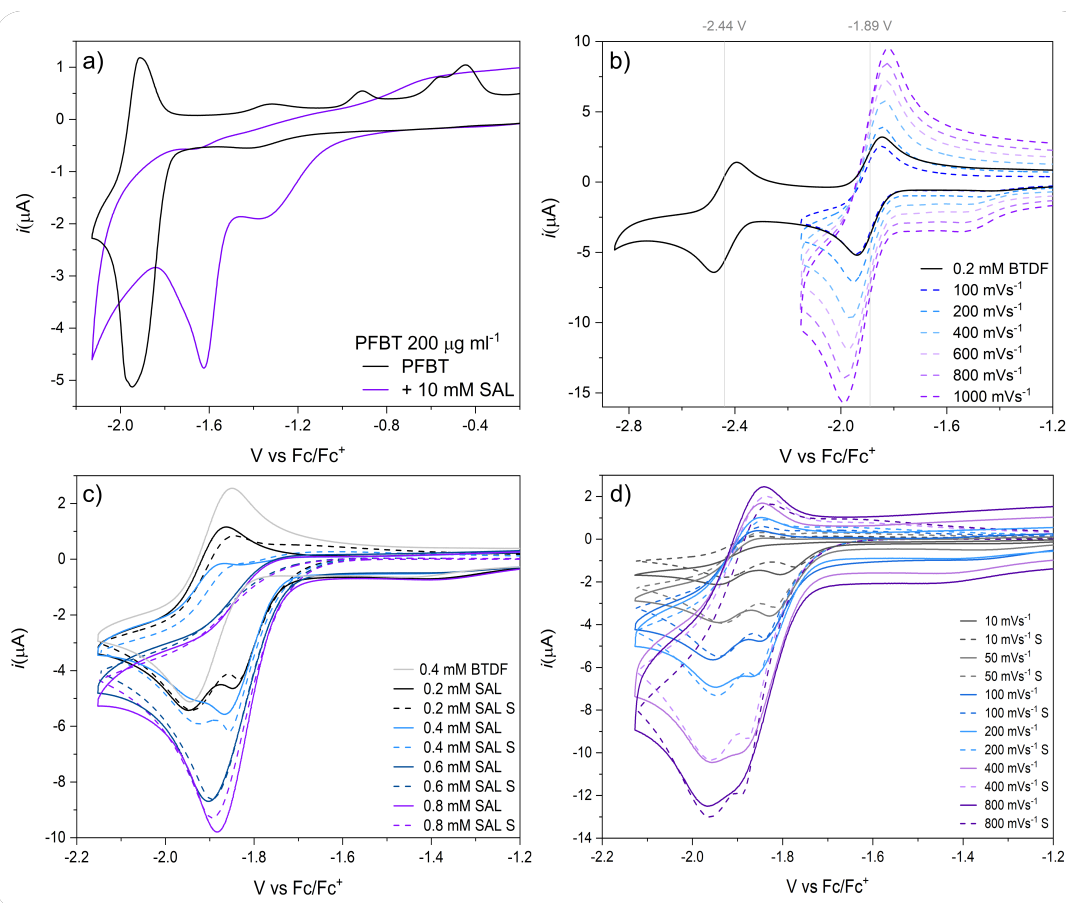 a)
1
0
-1
-2
-3
-4
-5
i(μA)
PFBT 200 μg ml⁻¹
PFBT
+ 10 mM SAL
-2.0
-1.6
-1.2
-0.8
-0.4
V vs Fc/Fc⁺
-2.44 V
-1.89 V
b)
10
5
0
-5
-10
-15
i(μA)
0.2 mM BTDF
100 mVs⁻¹
200 mVs⁻¹
400 mVs⁻¹
600 mVs⁻¹
800 mVs⁻¹
1000 mVs⁻¹
-2.8
-2.4
-2.0
-1.6
-1.2
V vs Fc/Fc⁺
c)
2
0
-2
-4
-6
-8
-10
i(μA)
0.4 mM BTDF
0.2 mM SAL
0.2 mM SAL S
0.4 mM SAL
0.4 mM SAL S
0.6 mM SAL
0.6 mM SAL S
0.8 mM SAL
0.8 mM SAL S
-2.2
-2.0
-1.8
-1.6
-1.4
-1.2
V vs Fc/Fc⁺
d)
2
0
-2
-4
-6
-8
-10
-12
-14
i(μA)
10 mVs⁻¹
10 mVs⁻¹ S
50 mVs⁻¹
50 mVs⁻¹ S
100 mVs⁻¹
100 mVs⁻¹ S
200 mVs⁻¹
200 mVs⁻¹ S
400 mVs⁻¹
400 mVs⁻¹ S
800 mVs⁻¹
800 mVs⁻¹ S
-2.2
-2.0
-1.8
-1.6
-1.4
-1.2
V vs Fc/Fc⁺